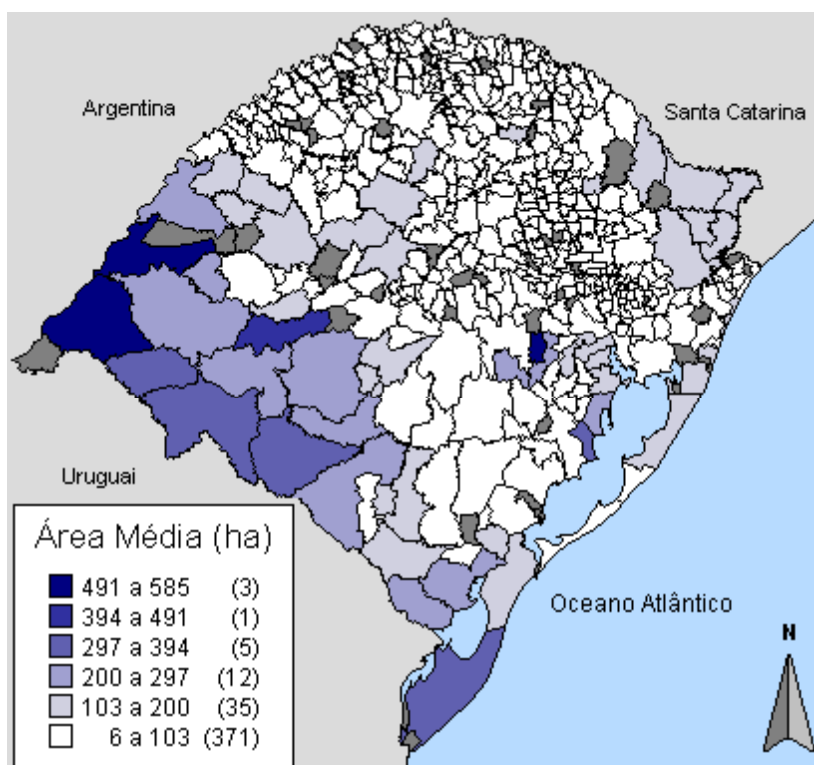 Argentina
Santa Catarina
Uruguai
Área Média (ha)
491 a 585 (3)
394 a 491 (1)
297 a 394 (5)
200 a 297 (12)
103 a 200 (35)
6 a 103 (371)
Oceano Atlântico
N